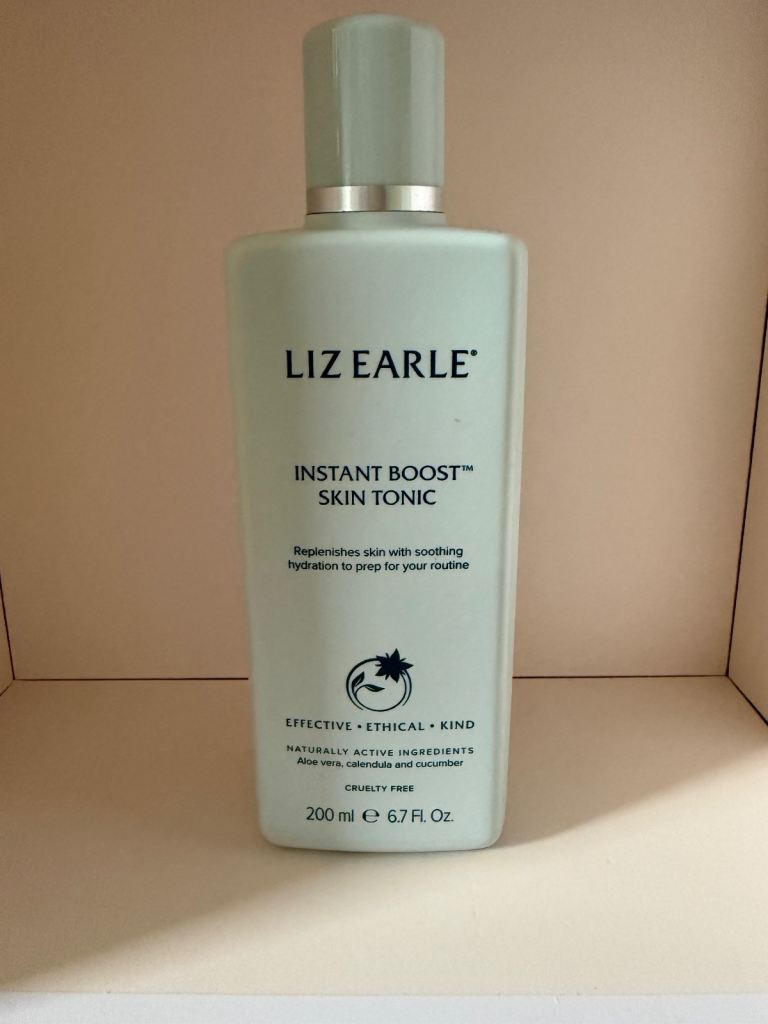 LIZ EARLE®
INSTANT BOOST™
SKIN TONIC
Replenishes skin with soothing
hydration to prep for your routine
EFFECTIVE • ETHICAL • KIND
NATURALLY ACTIVE INGREDIENTS
Aloe vera, calendula and cucumber
CRUELTY FREE
200 ml ℮ 6.7 Fl. Oz.